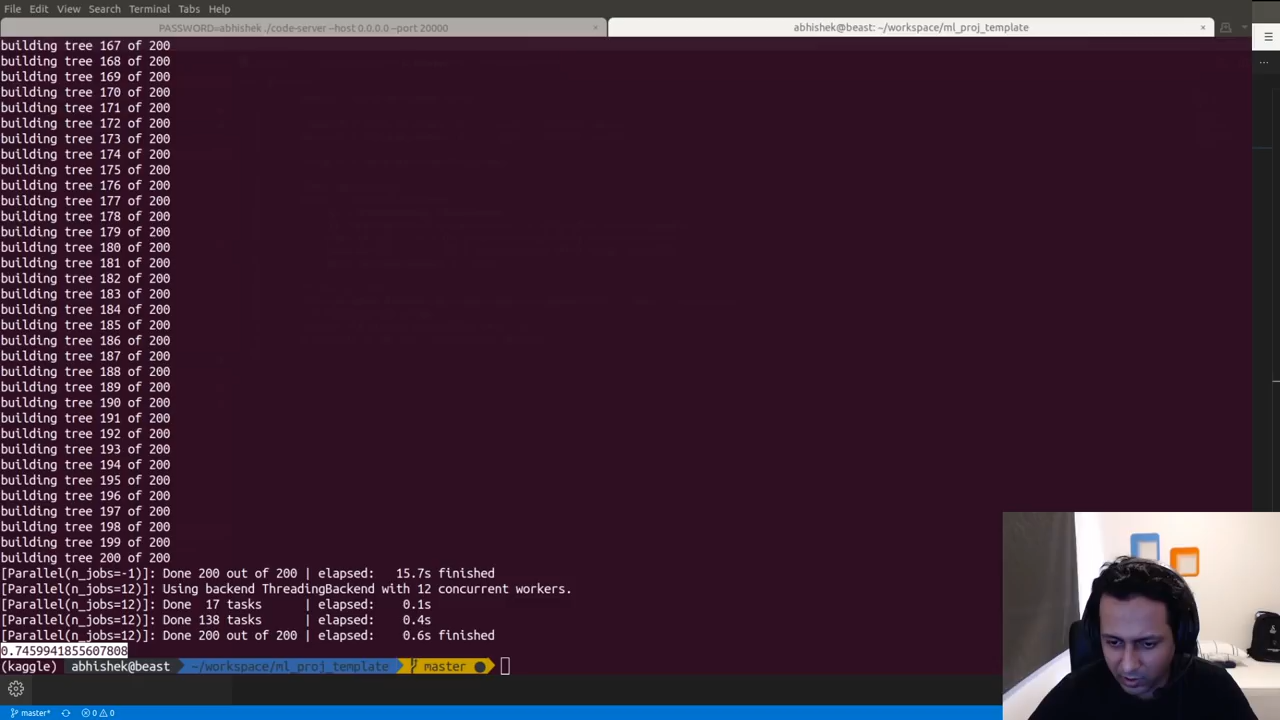 File Edit View Search Terminal Tabs Help
PASSWORD=abhishek ./code-server --host 0.0.0.0 --port 20000 × abhishek@beast: ~/workspace/ml_proj_template ×
building tree 167 of 200
building tree 168 of 200
building tree 169 of 200
building tree 170 of 200
building tree 171 of 200
building tree 172 of 200
building tree 173 of 200
building tree 174 of 200
building tree 175 of 200
building tree 176 of 200
building tree 177 of 200
building tree 178 of 200
building tree 179 of 200
building tree 180 of 200
building tree 181 of 200
building tree 182 of 200
building tree 183 of 200
building tree 184 of 200
building tree 185 of 200
building tree 186 of 200
building tree 187 of 200
building tree 188 of 200
building tree 189 of 200
building tree 190 of 200
building tree 191 of 200
building tree 192 of 200
building tree 193 of 200
building tree 194 of 200
building tree 195 of 200
building tree 196 of 200
building tree 197 of 200
building tree 198 of 200
building tree 199 of 200
building tree 200 of 200
[Parallel(n_jobs=-1)]: Done 200 out of 200 | elapsed:   15.7s finished
[Parallel(n_jobs=12)]: Using backend ThreadingBackend with 12 concurrent workers.
[Parallel(n_jobs=12)]: Done  17 tasks      | elapsed:    0.1s
[Parallel(n_jobs=12)]: Done 138 tasks      | elapsed:    0.4s
[Parallel(n_jobs=12)]: Done 200 out of 200 | elapsed:    0.6s finished
0.7459941855607808
(kaggle) abhishek@beast ~/workspace/ml_proj_template master
master* 0 0